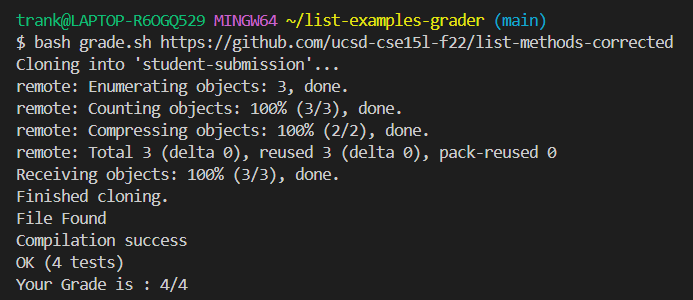 trank@LAPTOP-R6OGQ529 MINGW64 ~/list-examples-grader (main)
$ bash grade.sh https://github.com/ucsd-cse15l-f22/list-methods-corrected
Cloning into 'student-submission'...
remote: Enumerating objects: 3, done.
remote: Counting objects: 100% (3/3), done.
remote: Compressing objects: 100% (2/2), done.
remote: Total 3 (delta 0), reused 3 (delta 0), pack-reused 0
Receiving objects: 100% (3/3), done.
Finished cloning.
File Found
Compilation success
OK (4 tests)
Your Grade is : 4/4